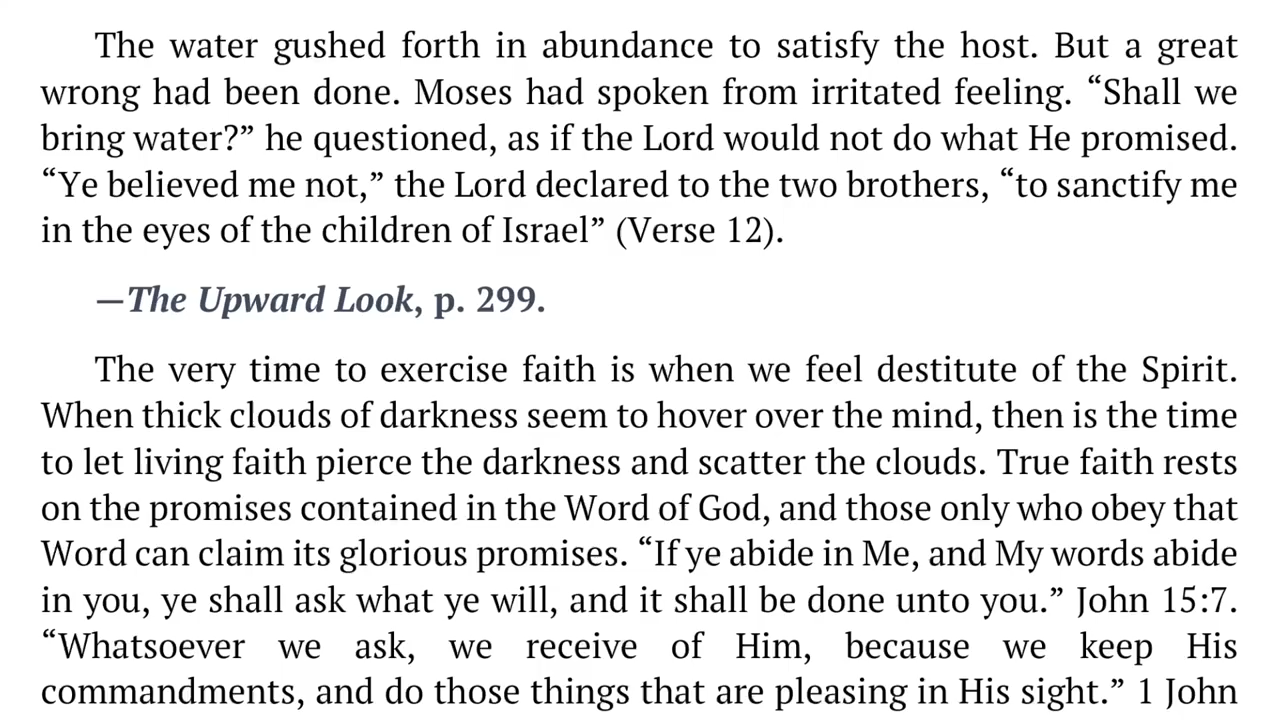 The water gushed forth in abundance to satisfy the host. But a great
wrong had been done. Moses had spoken from irritated feeling. “Shall we
bring water?” he questioned, as if the Lord would not do what He promised.
“Ye believed me not,” the Lord declared to the two brothers, “to sanctify me
in the eyes of the children of Israel” (Verse 12).
—The Upward Look, p. 299.
The very time to exercise faith is when we feel destitute of the Spirit.
When thick clouds of darkness seem to hover over the mind, then is the time
to let living faith pierce the darkness and scatter the clouds. True faith rests
on the promises contained in the Word of God, and those only who obey that
Word can claim its glorious promises. “If ye abide in Me, and My words abide
in you, ye shall ask what ye will, and it shall be done unto you.” John 15:7.
“Whatsoever we ask, we receive of Him, because we keep His
commandments, and do those things that are pleasing in His sight.” 1 John